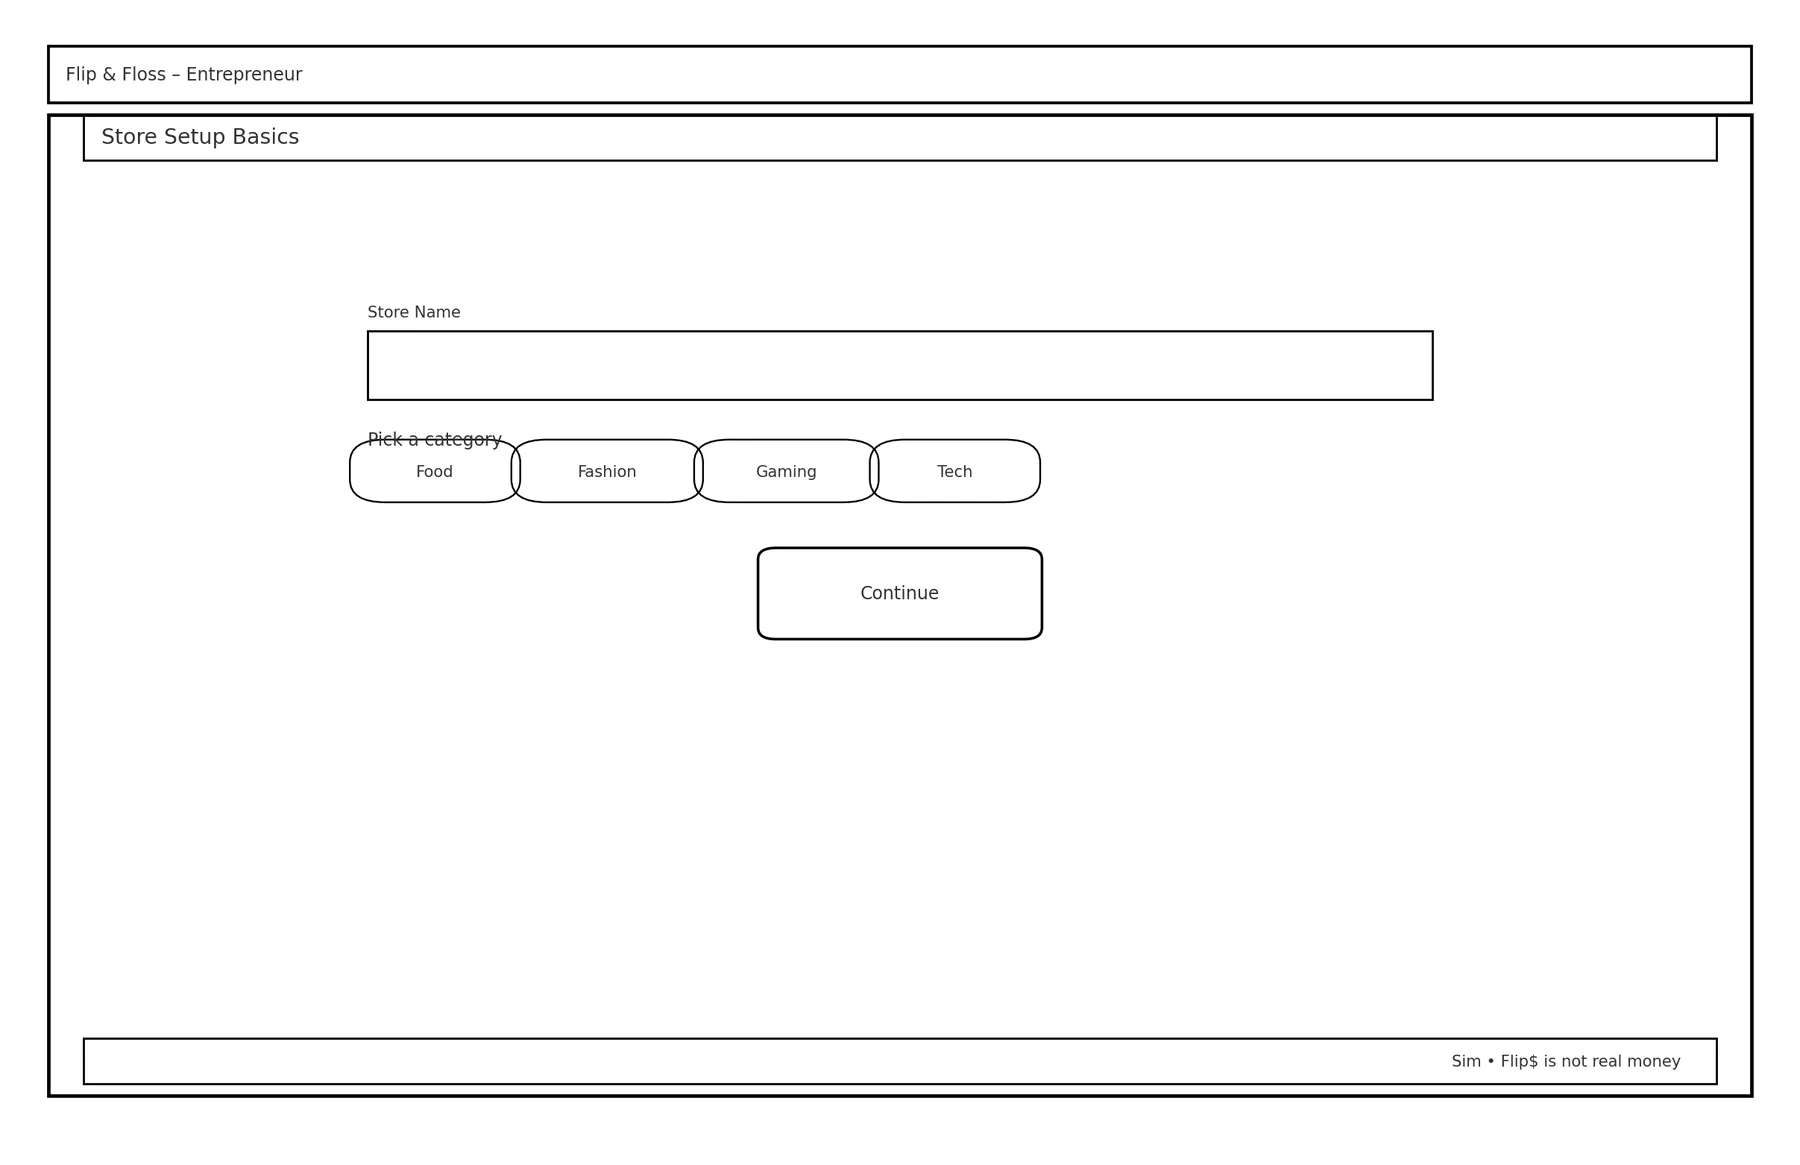 Flip & Floss – Entrepreneur
Store Setup Basics
Store Name
Pick a category
Food
Fashion
Gaming
Tech
Continue
Sim • Flip$ is not real money